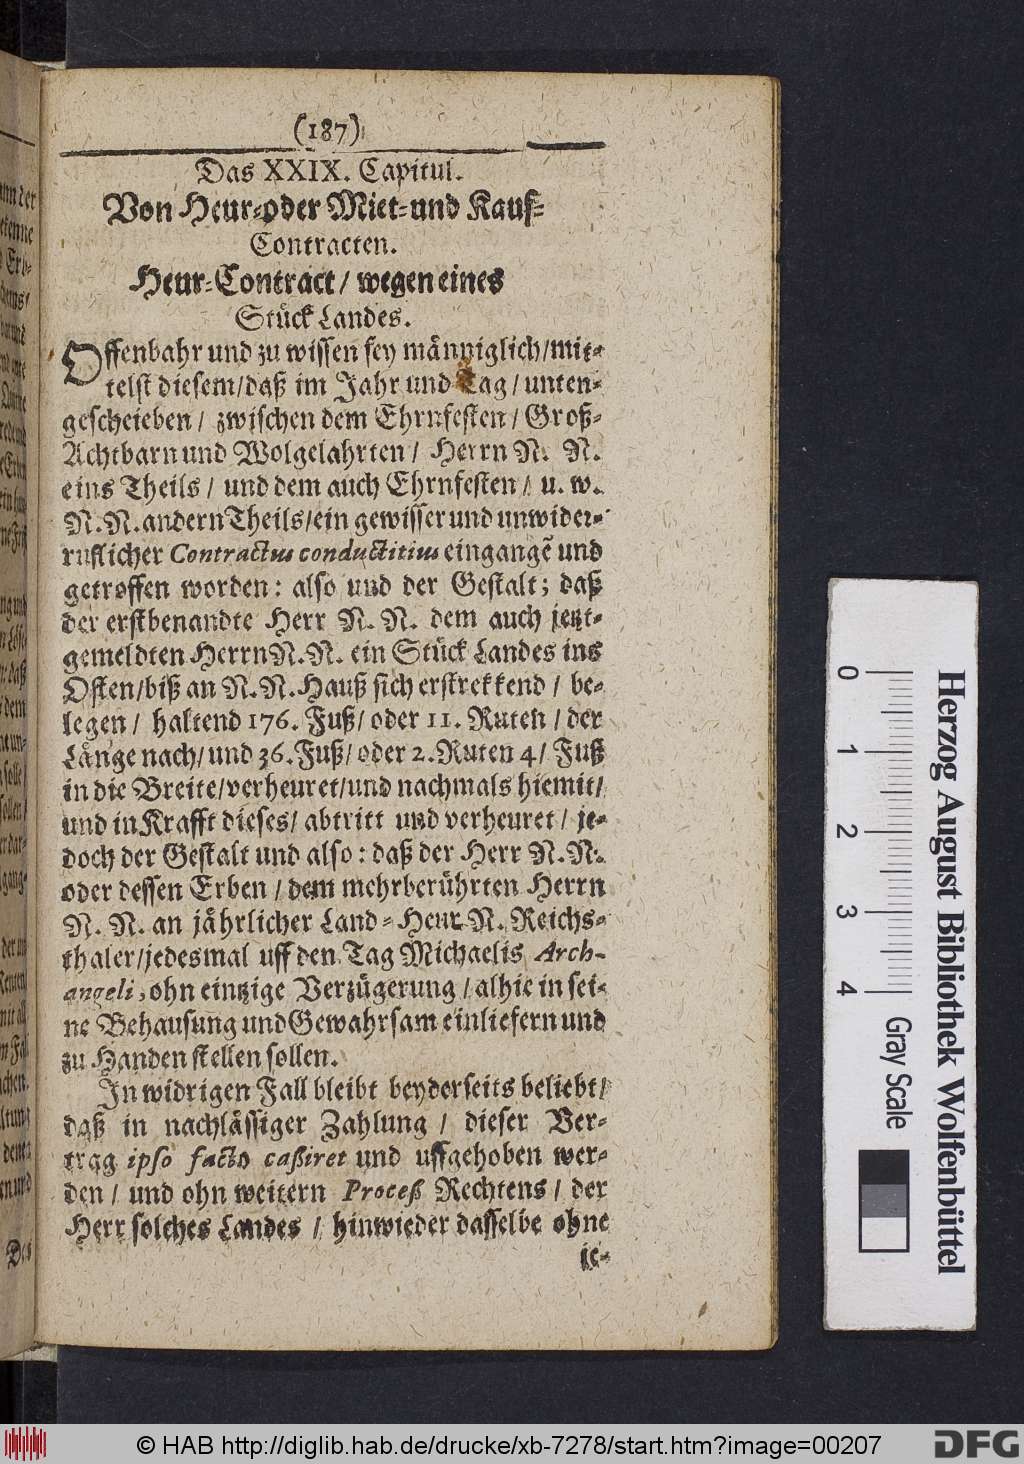 (187)
Das XXIX. Capitul.
Von Heur-oder Miet-und Kauf-
Contracten.
Heur-Contract / wegen eines
Stück Landes.
Offenbahr und zu wissen sey männiglich/mit-
telst diesem/daß im Jahr und Tag / unten-
gescheieben / zwischen dem Ehrnfesten / Groß-
Achtbarn und Wolgelahrten / Herrn N. N.
eins Theils / und dem auch Ehrnfesten / u. w.
N. N. andern Theils/ein gewisser und unwider-
ruflicher Contractus conductitius eingangẽ und
getroffen worden: also und der Gestalt; daß
der erstbenandte Herr N. N. dem auch jetzt-
gemeldten Herrn N. N. ein Stück Landes ins
Osten/biß an N. N. Hauß sich erstrekkend / be-
legen / haltend 176. Fuß/ oder 11. Ruten / der
Länge nach/ und 36. Fuß/ oder 2. Ruten 4/ Fuß
in die Breite/verheuret/und nachmals hiemit/
und in Krafft dieses/ abtritt und verheuret / je-
doch der Gestalt und also: daß der Herr N. N.
oder dessen Erben / dem mehrberührten Herrn
N. N. an jährlicher Land-Heur N. Reichs-
thaler/jedesmal uff den Tag Michaelis Arch-
angeli, ohn eintzige Verzügerung / alhie in sei-
ne Behausung und Gewahrsam einliefern und
zu Handen stellen sollen.
In widrigen Fall bleibt beyderseits beliebt/
daß in nachlässiger Zahlung / dieser Ver-
trag ipso facto caßiret und uffgehoben wer-
den / und ohn weitern Proceß Rechtens / der
Herr solches Landes / hinwieder dasselbe ohne
je-
0 1 2 3 4
Gray Scale
Herzog August Bibliothek Wolfenbüttel
© HAB http://diglib.hab.de/drucke/xb-7278/start.htm?image=00207
DFG